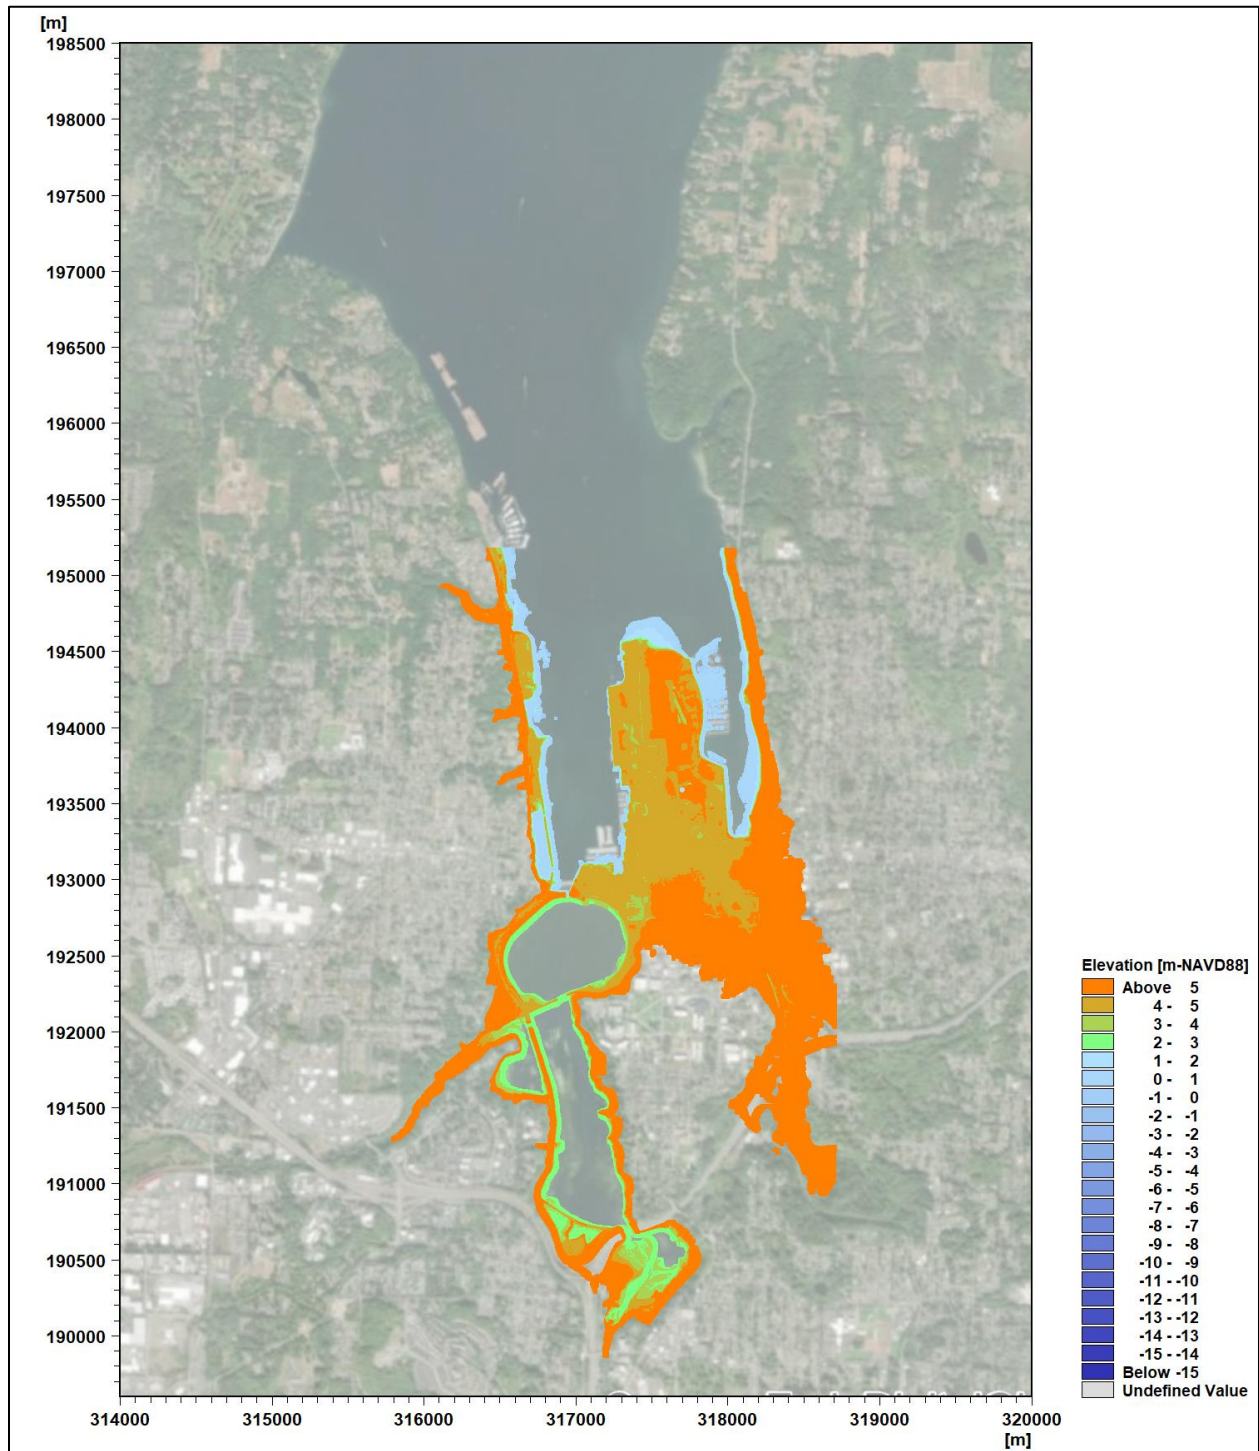 [m]
198500
198000
197500
197000
196500
196000
195500
195000
194500
194000
193500
193000
192500
192000
191500
191000
190500
190000
314000 315000 316000 317000 318000 319000 320000
[m]
Elevation [m-NAVD88]
Above 5
4 - 5
3 - 4
2 - 3
1 - 2
0 - 1
-1 - 0
-2 - -1
-3 - -2
-4 - -3
-5 - -4
-6 - -5
-7 - -6
-8 - -7
-9 - -8
-10 - -9
-11 - -10
-12 - -11
-13 - -12
-14 - -13
-15 - -14
Below -15
Undefined Value